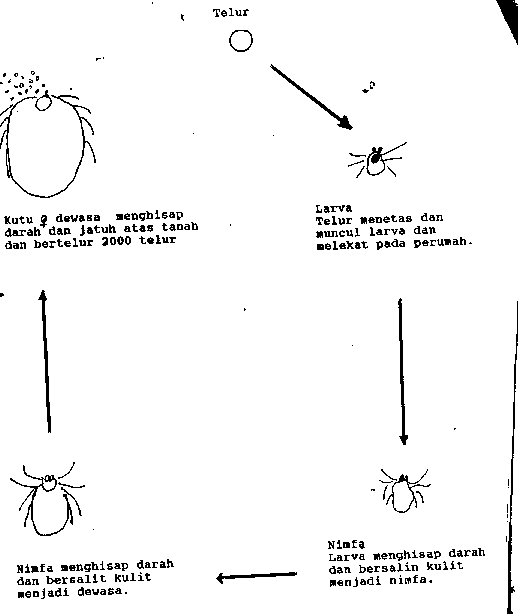 Telur
Larva
Telur menetas dan
muncul larva dan
melekat pada perumah.
Nimfa
Larva menghisap darah
dan bersalin kulit
menjadi nimfa.
Nimfa menghisap darah
dan bersalit kulit
menjadi dewasa.
Kutu ♀ dewasa menghisap
darah dan jatuh atas tanah
dan bertelur 2000 telur